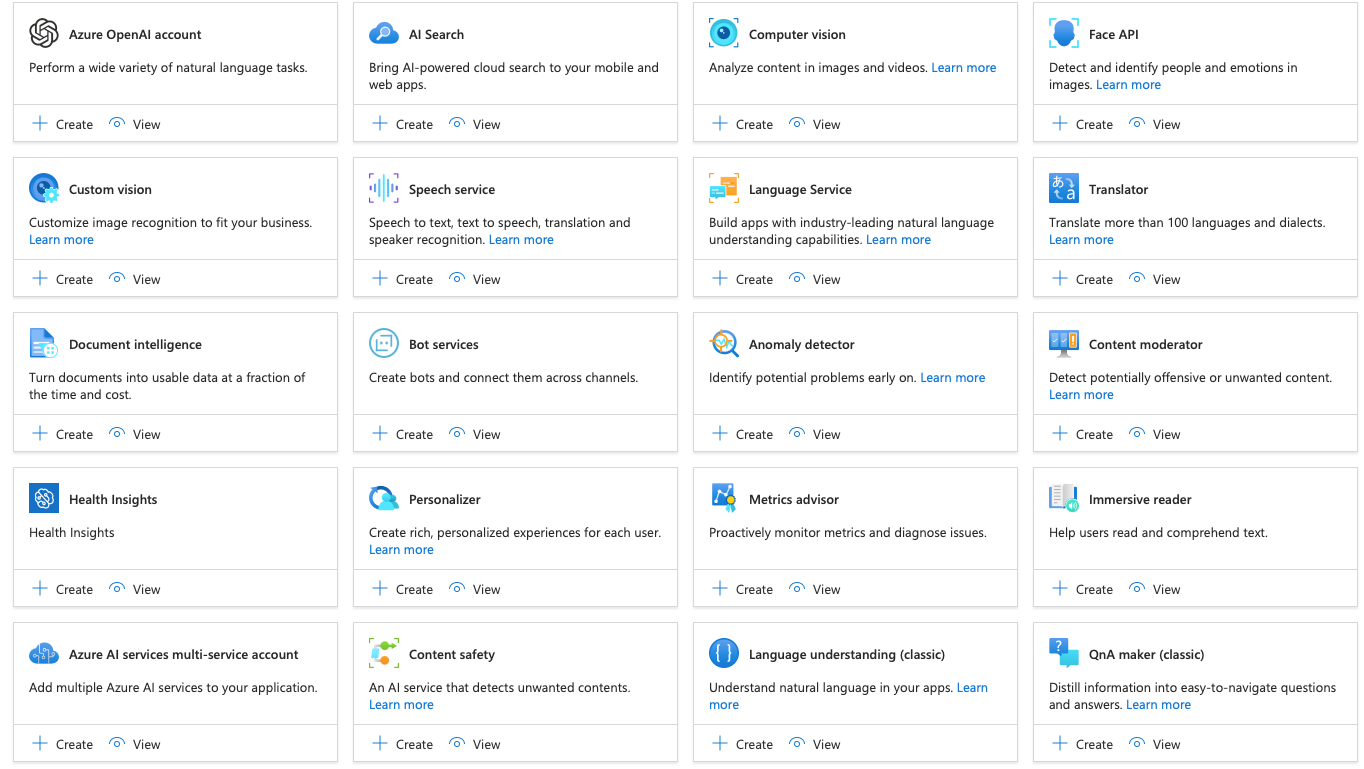 Azure OpenAI account
Perform a wide variety of natural language tasks.
Create View
AI Search
Bring AI-powered cloud search to your mobile and
web apps.
Create View
Computer vision
Analyze content in images and videos. Learn more
Create View
Face API
Detect and identify people and emotions in
images. Learn more
Create View
Custom vision
Customize image recognition to fit your business.
Learn more
Create View
Speech service
Speech to text, text to speech, translation and
speaker recognition. Learn more
Create View
Language Service
Build apps with industry-leading natural language
understanding capabilities. Learn more
Create View
あ a
Translator
Translate more than 100 languages and dialects.
Learn more
Create View
Document intelligence
Turn documents into usable data at a fraction of
the time and cost.
Create View
Bot services
Create bots and connect them across channels.
Create View
Anomaly detector
Identify potential problems early on. Learn more
Create View
Content moderator
Detect potentially offensive or unwanted content.
Learn more
Create View
Health Insights
Health Insights
Create View
Personalizer
Create rich, personalized experiences for each user.
Learn more
Create View
Metrics advisor
Proactively monitor metrics and diagnose issues.
Create View
Immersive reader
Help users read and comprehend text.
Create View
Azure AI services multi-service account
Add multiple Azure AI services to your application.
Create View
Content safety
An AI service that detects unwanted contents.
Learn more
Create View
Language understanding (classic)
Understand natural language in your apps. Learn
more
Create View
QnA maker (classic)
Distill information into easy-to-navigate questions
and answers. Learn more
Create View